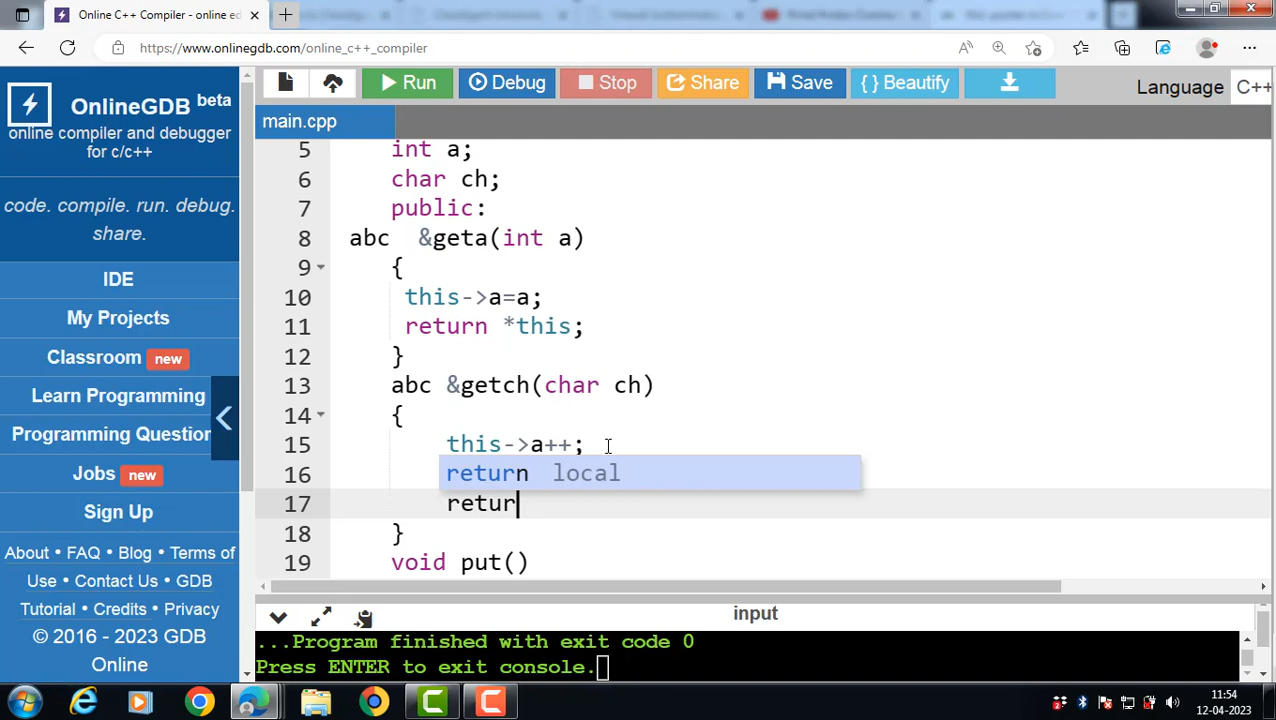 Online C++ Compiler - online ed
https://www.onlinegdb.com/online_c++_compiler
OnlineGDB beta
online compiler and debugger
for c/c++
code. compile. run. debug.
share.
IDE
My Projects
Classroom new
Learn Programming
Programming Question
Jobs new
Sign Up
About • FAQ • Blog • Terms of
Use • Contact Us • GDB
Tutorial • Credits • Privacy
© 2016 - 2023 GDB
Online
Run Debug Stop Share Save { } Beautify Language C++
main.cpp
5 int a;
6 char ch;
7 public:
8 abc &geta(int a)
9 {
10 this->a=a;
11 return *this;
12 }
13 abc &getch(char ch)
14 {
15 this->a++;
16 return local
17 retur
18 }
19 void put()
input
...Program finished with exit code 0
Press ENTER to exit console.
11:54
12-04-2023